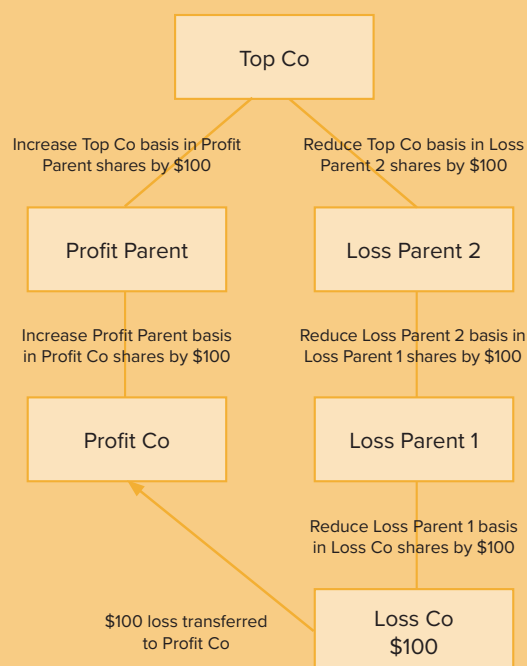 Top Co
Increase Top Co basis in Profit
Parent shares by $100
Reduce Top Co basis in Loss
Parent 2 shares by $100
Profit Parent
Loss Parent 2
Increase Profit Parent basis
in Profit Co shares by $100
Reduce Loss Parent 2 basis in
Loss Parent 1 shares by $100
Profit Co
Loss Parent 1
Reduce Loss Parent 1 basis
in Loss Co shares by $100
$100 loss transferred
to Profit Co
Loss Co
$100